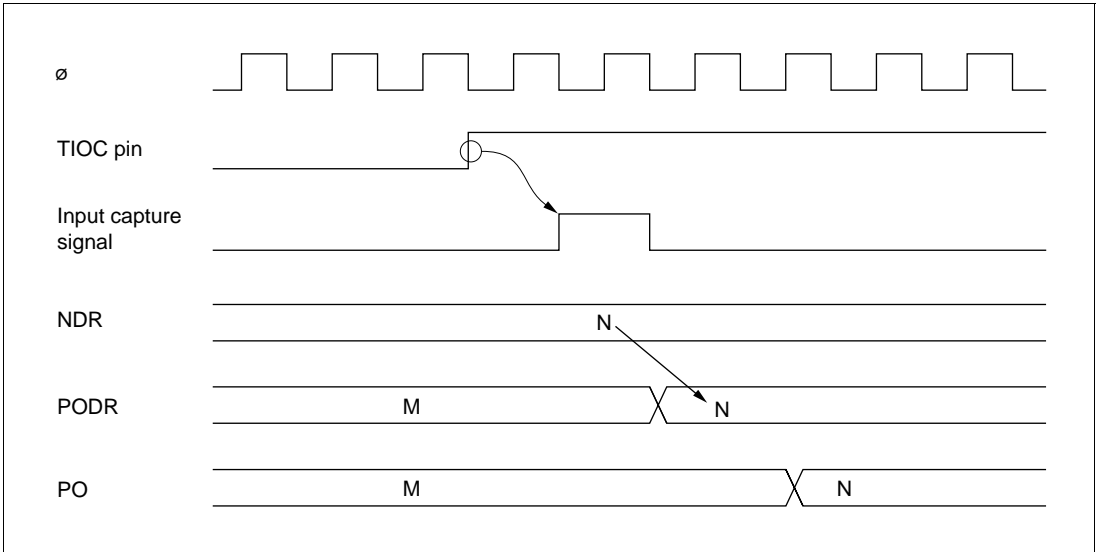 ø
TIOC pin
Input capture
signal
NDR
N
PODR
M
N
PO
M
N